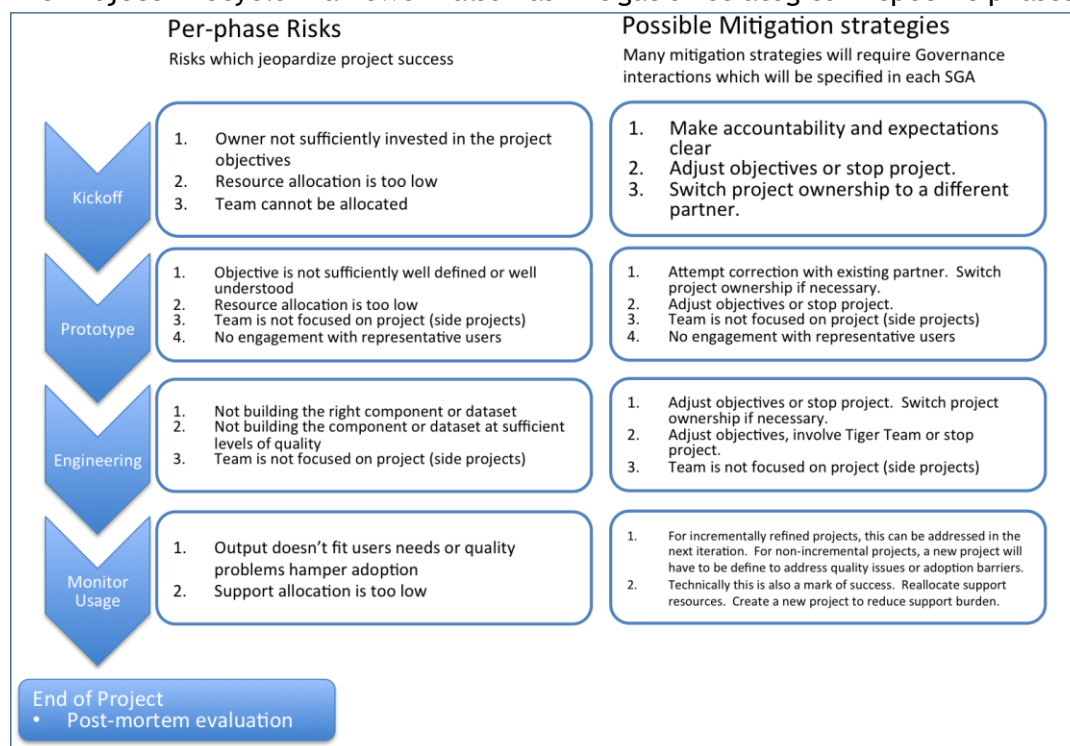 Per-phase Risks
Risks which jeopardize project success
Possible Mitigation strategies
Many mitigation strategies will require Governance
interactions which will be specified in each SGA
Kickoff
1. Owner not sufficiently invested in the project
objectives
2. Resource allocation is too low
3. Team cannot be allocated
1. Make accountability and expectations
clear
2. Adjust objectives or stop project.
3. Switch project ownership to a different
partner.
Prototype
1. Objective is not sufficiently well defined or well
understood
2. Resource allocation is too low
3. Team is not focused on project (side projects)
4. No engagement with representative users
1. Attempt correction with existing partner. Switch
project ownership if necessary.
2. Adjust objectives or stop project.
3. Team is not focused on project (side projects)
4. No engagement with representative users
Engineering
1. Not building the right component or dataset
2. Not building the component or dataset at sufficient
levels of quality
3. Team is not focused on project (side projects)
1. Adjust objectives or stop project. Switch project
ownership if necessary.
2. Adjust objectives, involve Tiger Team or stop
project.
3. Team is not focused on project (side projects)
Monitor
Usage
1. Output doesn't fit users needs or quality
problems hamper adoption
2. Support allocation is too low
1. For incrementally refined projects, this can be addressed in the
next iteration. For non-incremental projects, a new project will
have to be define to address quality issues or adoption barriers.
2. Technically this is also a mark of success. Reallocate support
resources. Create a new project to reduce support burden.
End of Project
• Post-mortem evaluation